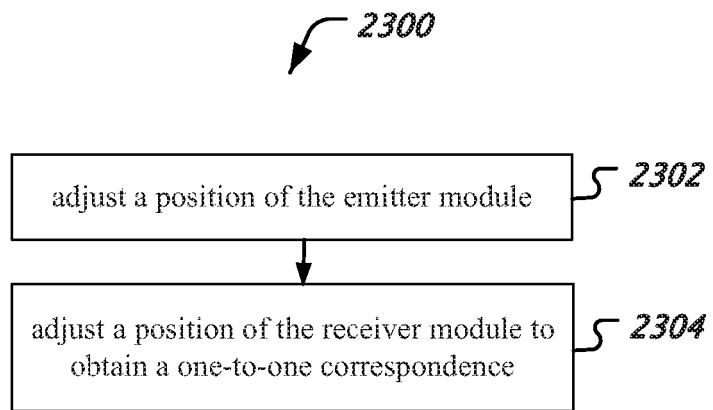 2300
adjust a position of the emitter module
2302
adjust a position of the receiver module to
obtain a one-to-one correspondence
2304